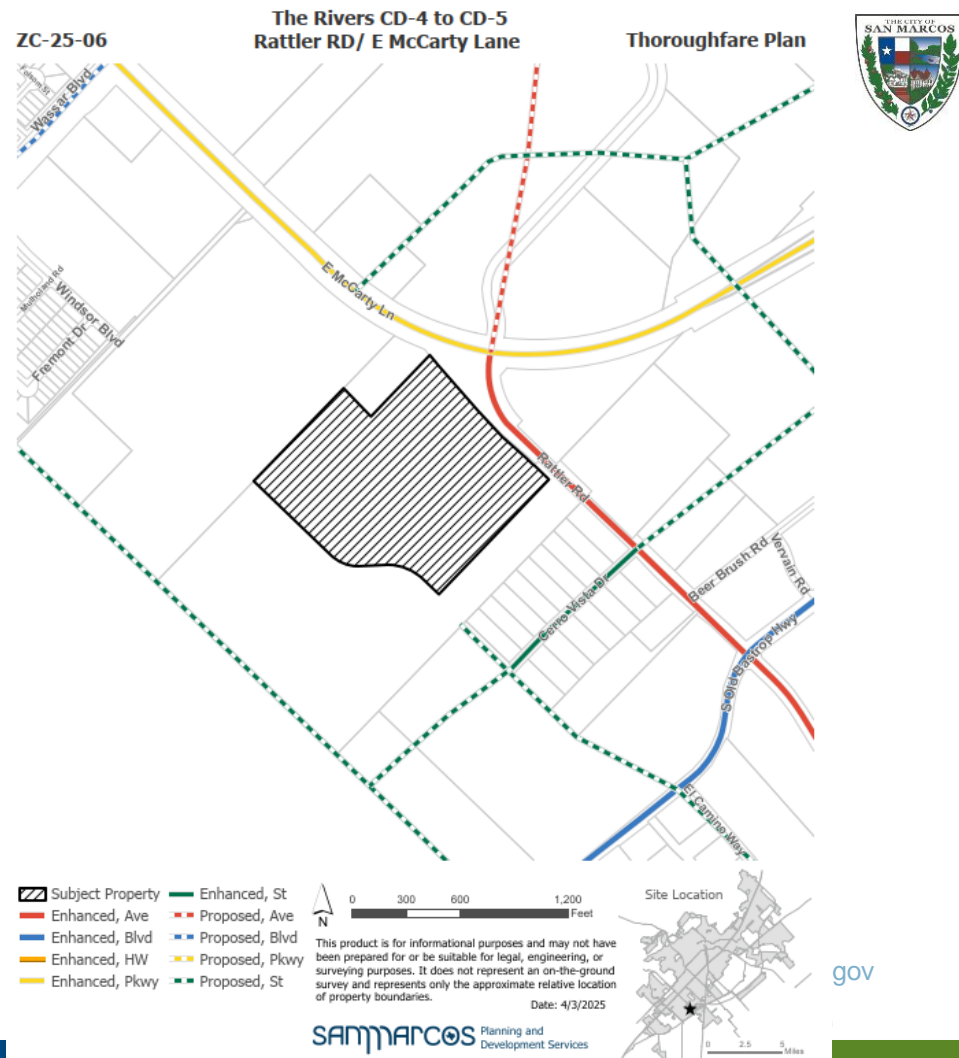 The Rivers CD-4 to CD-5
ZC-25-06
Rattler RD/ E McCarty Lane
Thoroughfare Plan
THE CITY OF
SAN MARCOS
Wassar Blvd
E McCarty Ln
Mulholland Rd
Windsor Blvd
Fremont Dr
Rattler Rd
Beer Brush Rd
Vervain Rd
Cerro Vista Dr
S Old Bastrop Hwy
El Camino Way
Subject Property
Enhanced, Ave
Enhanced, Blvd
Enhanced, HW
Enhanced, Pkwy
Enhanced, St
Proposed, Ave
Proposed, Blvd
Proposed, Pkwy
Proposed, St
N
0 300 600 1,200
Feet
This product is for informational purposes and may not have
been prepared for or be suitable for legal, engineering, or
surveying purposes. It does not represent an on-the-ground
survey and represents only the approximate relative location
of property boundaries.
Date: 4/3/2025
SANMARCOS Planning and
Development Services
Site Location
0 2.5 5
Miles
gov